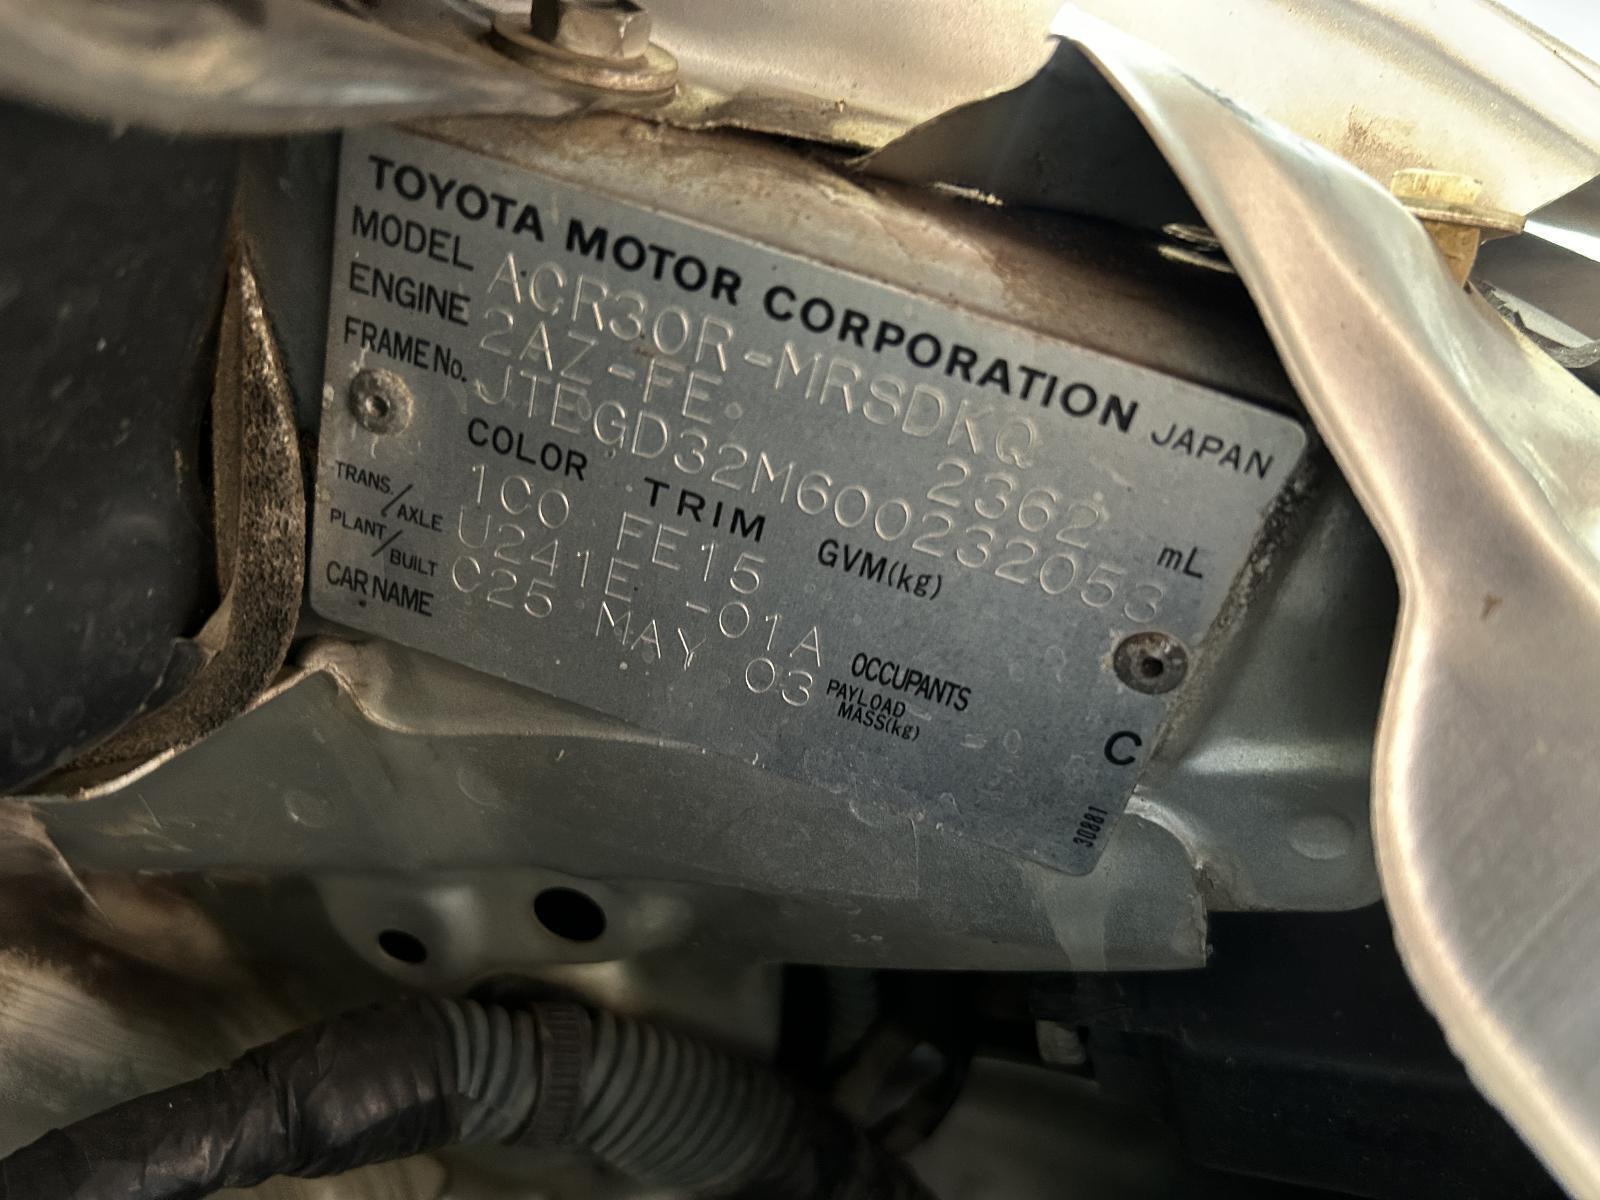 TOYOTA MOTOR CORPORATION JAPAN
MODEL ACR30R-MRSDKQ
ENGINE 2AZ-FE 2362 mL
FRAME No. JTEGD32M600232053
COLOR TRIM GVM(kg)
1C0 FE15
TRANS./AXLE U241E -01A OCCUPANTS
PLANT/BUILT C25 MAY 03 PAYLOAD MASS(kg)
CAR NAME C
30881